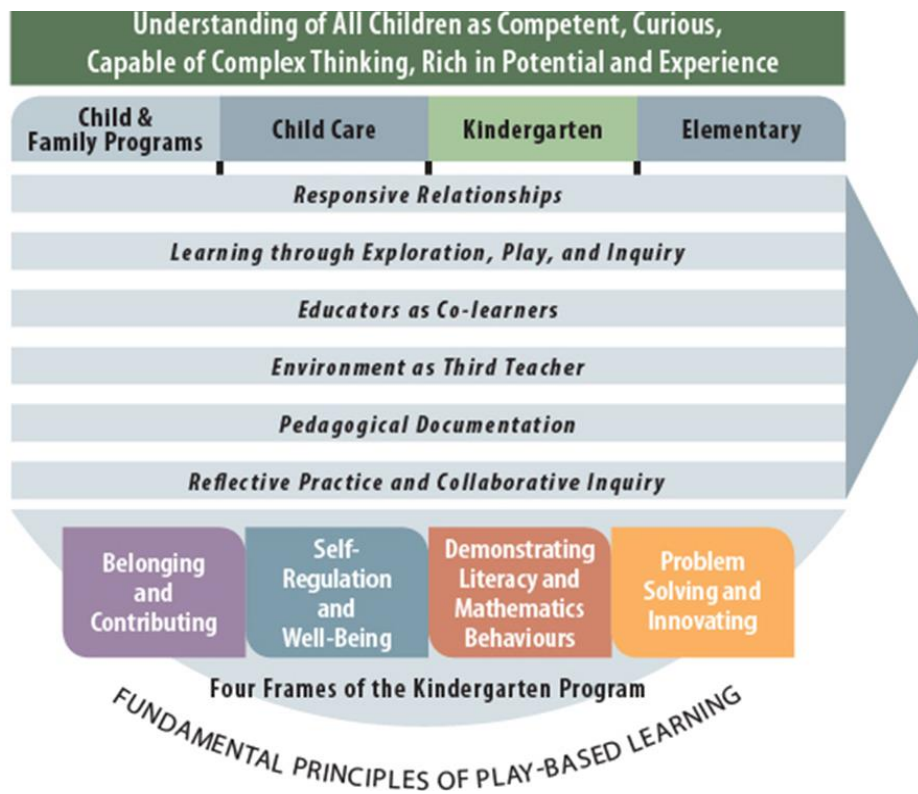 Understanding of All Children as Competent, Curious,
Capable of Complex Thinking, Rich in Potential and Experience
Child &
Family Programs
Child Care
Kindergarten
Elementary
Responsive Relationships
Learning through Exploration, Play, and Inquiry
Educators as Co-learners
Environment as Third Teacher
Pedagogical Documentation
Reflective Practice and Collaborative Inquiry
Belonging
and
Contributing
Self-
Regulation
and
Well-Being
Demonstrating
Literacy and
Mathematics
Behaviours
Problem
Solving and
Innovating
Four Frames of the Kindergarten Program
FUNDAMENTAL PRINCIPLES OF PLAY-BASED LEARNING